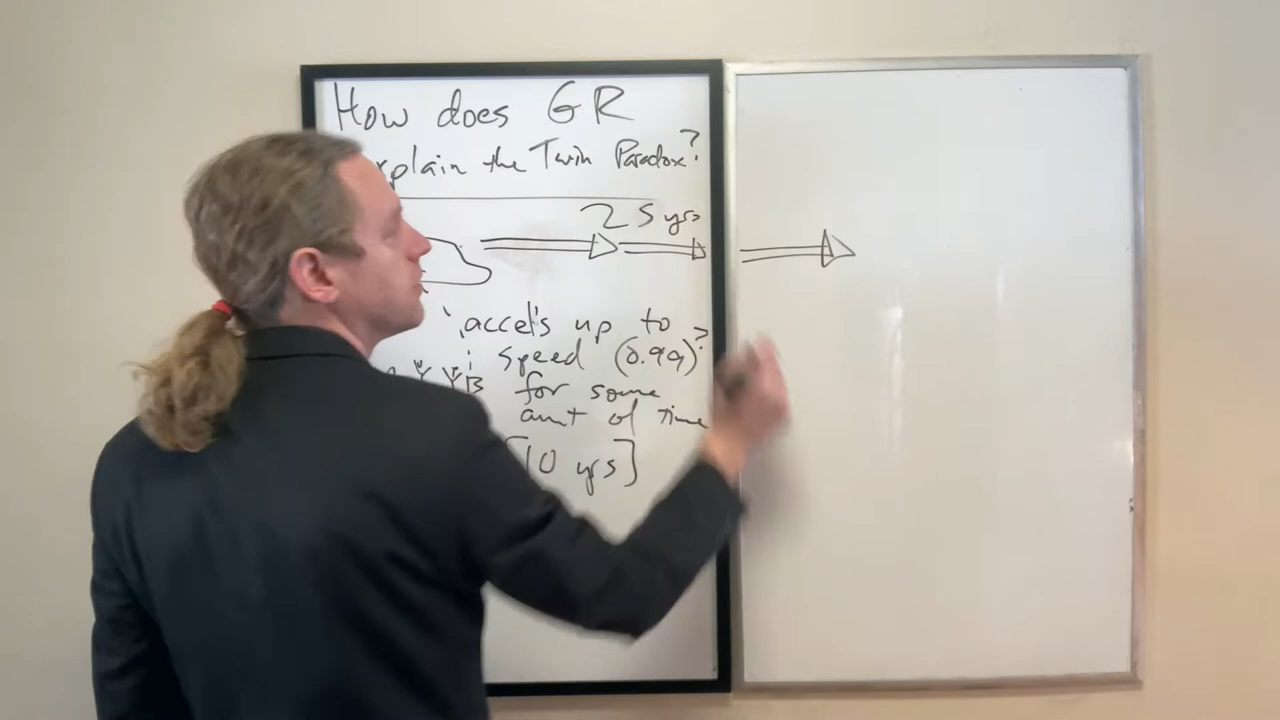 How does GR
xplain the Twin Paradox?
25 yrs
accel's up to
speed (0.99)?
B for some
amt of time
[10 yrs]